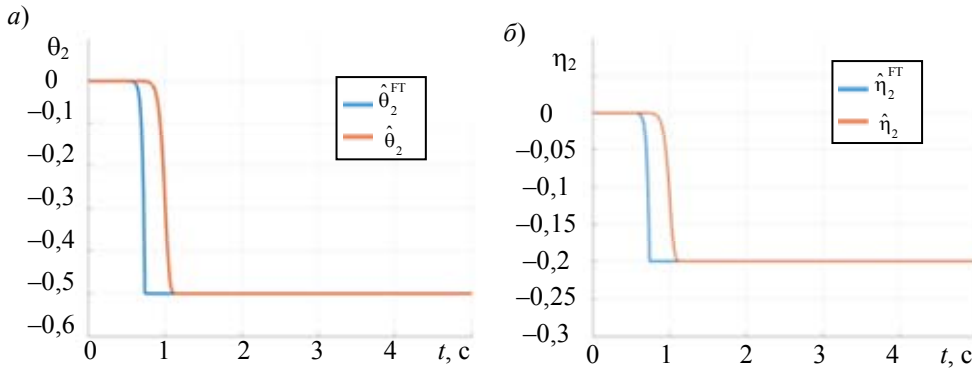 а)
θ₂
0
–0,1
–0,2
–0,3
–0,4
–0,5
–0,6
0 1 2 3 4 t, с
θ̂₂ᶠᵀ
θ̂₂
б)
η₂
0
–0,05
–0,1
–0,15
–0,2
–0,25
–0,3
0 1 2 3 4 t, с
η̂₂ᶠᵀ
η̂₂